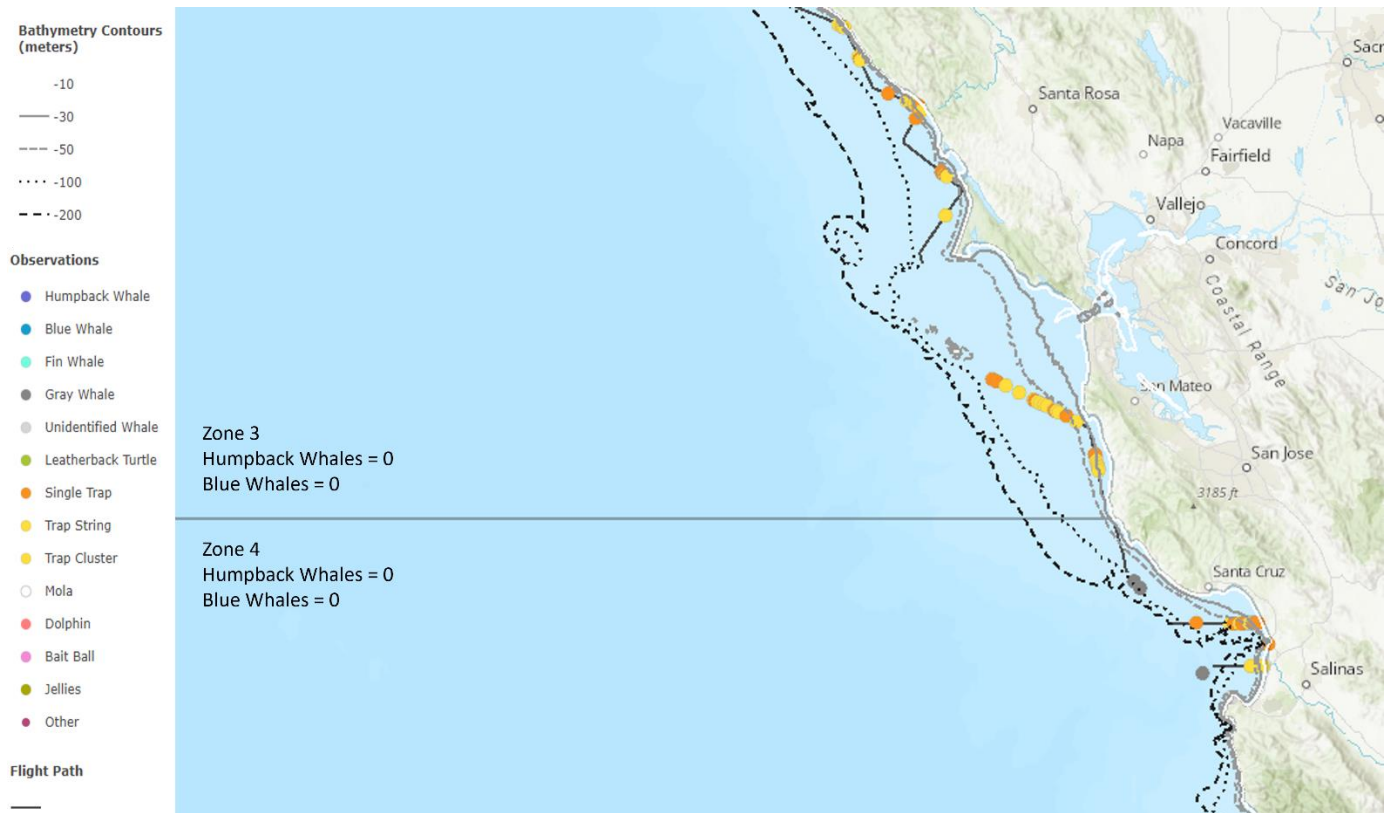 Bathymetry Contours
(meters)
-10
-30
-50
-100
-200
Observations
Humpback Whale
Blue Whale
Fin Whale
Gray Whale
Unidentified Whale
Leatherback Turtle
Single Trap
Trap String
Trap Cluster
Mola
Dolphin
Bait Ball
Jellies
Other
Flight Path
Zone 3
Humpback Whales = 0
Blue Whales = 0
Zone 4
Humpback Whales = 0
Blue Whales = 0
Sacr
Santa Rosa
Vacaville
Napa
Fairfield
Vallejo
Concord
San Jo
Coastal Range
San Mateo
San Jose
3185 ft
Santa Cruz
Salinas